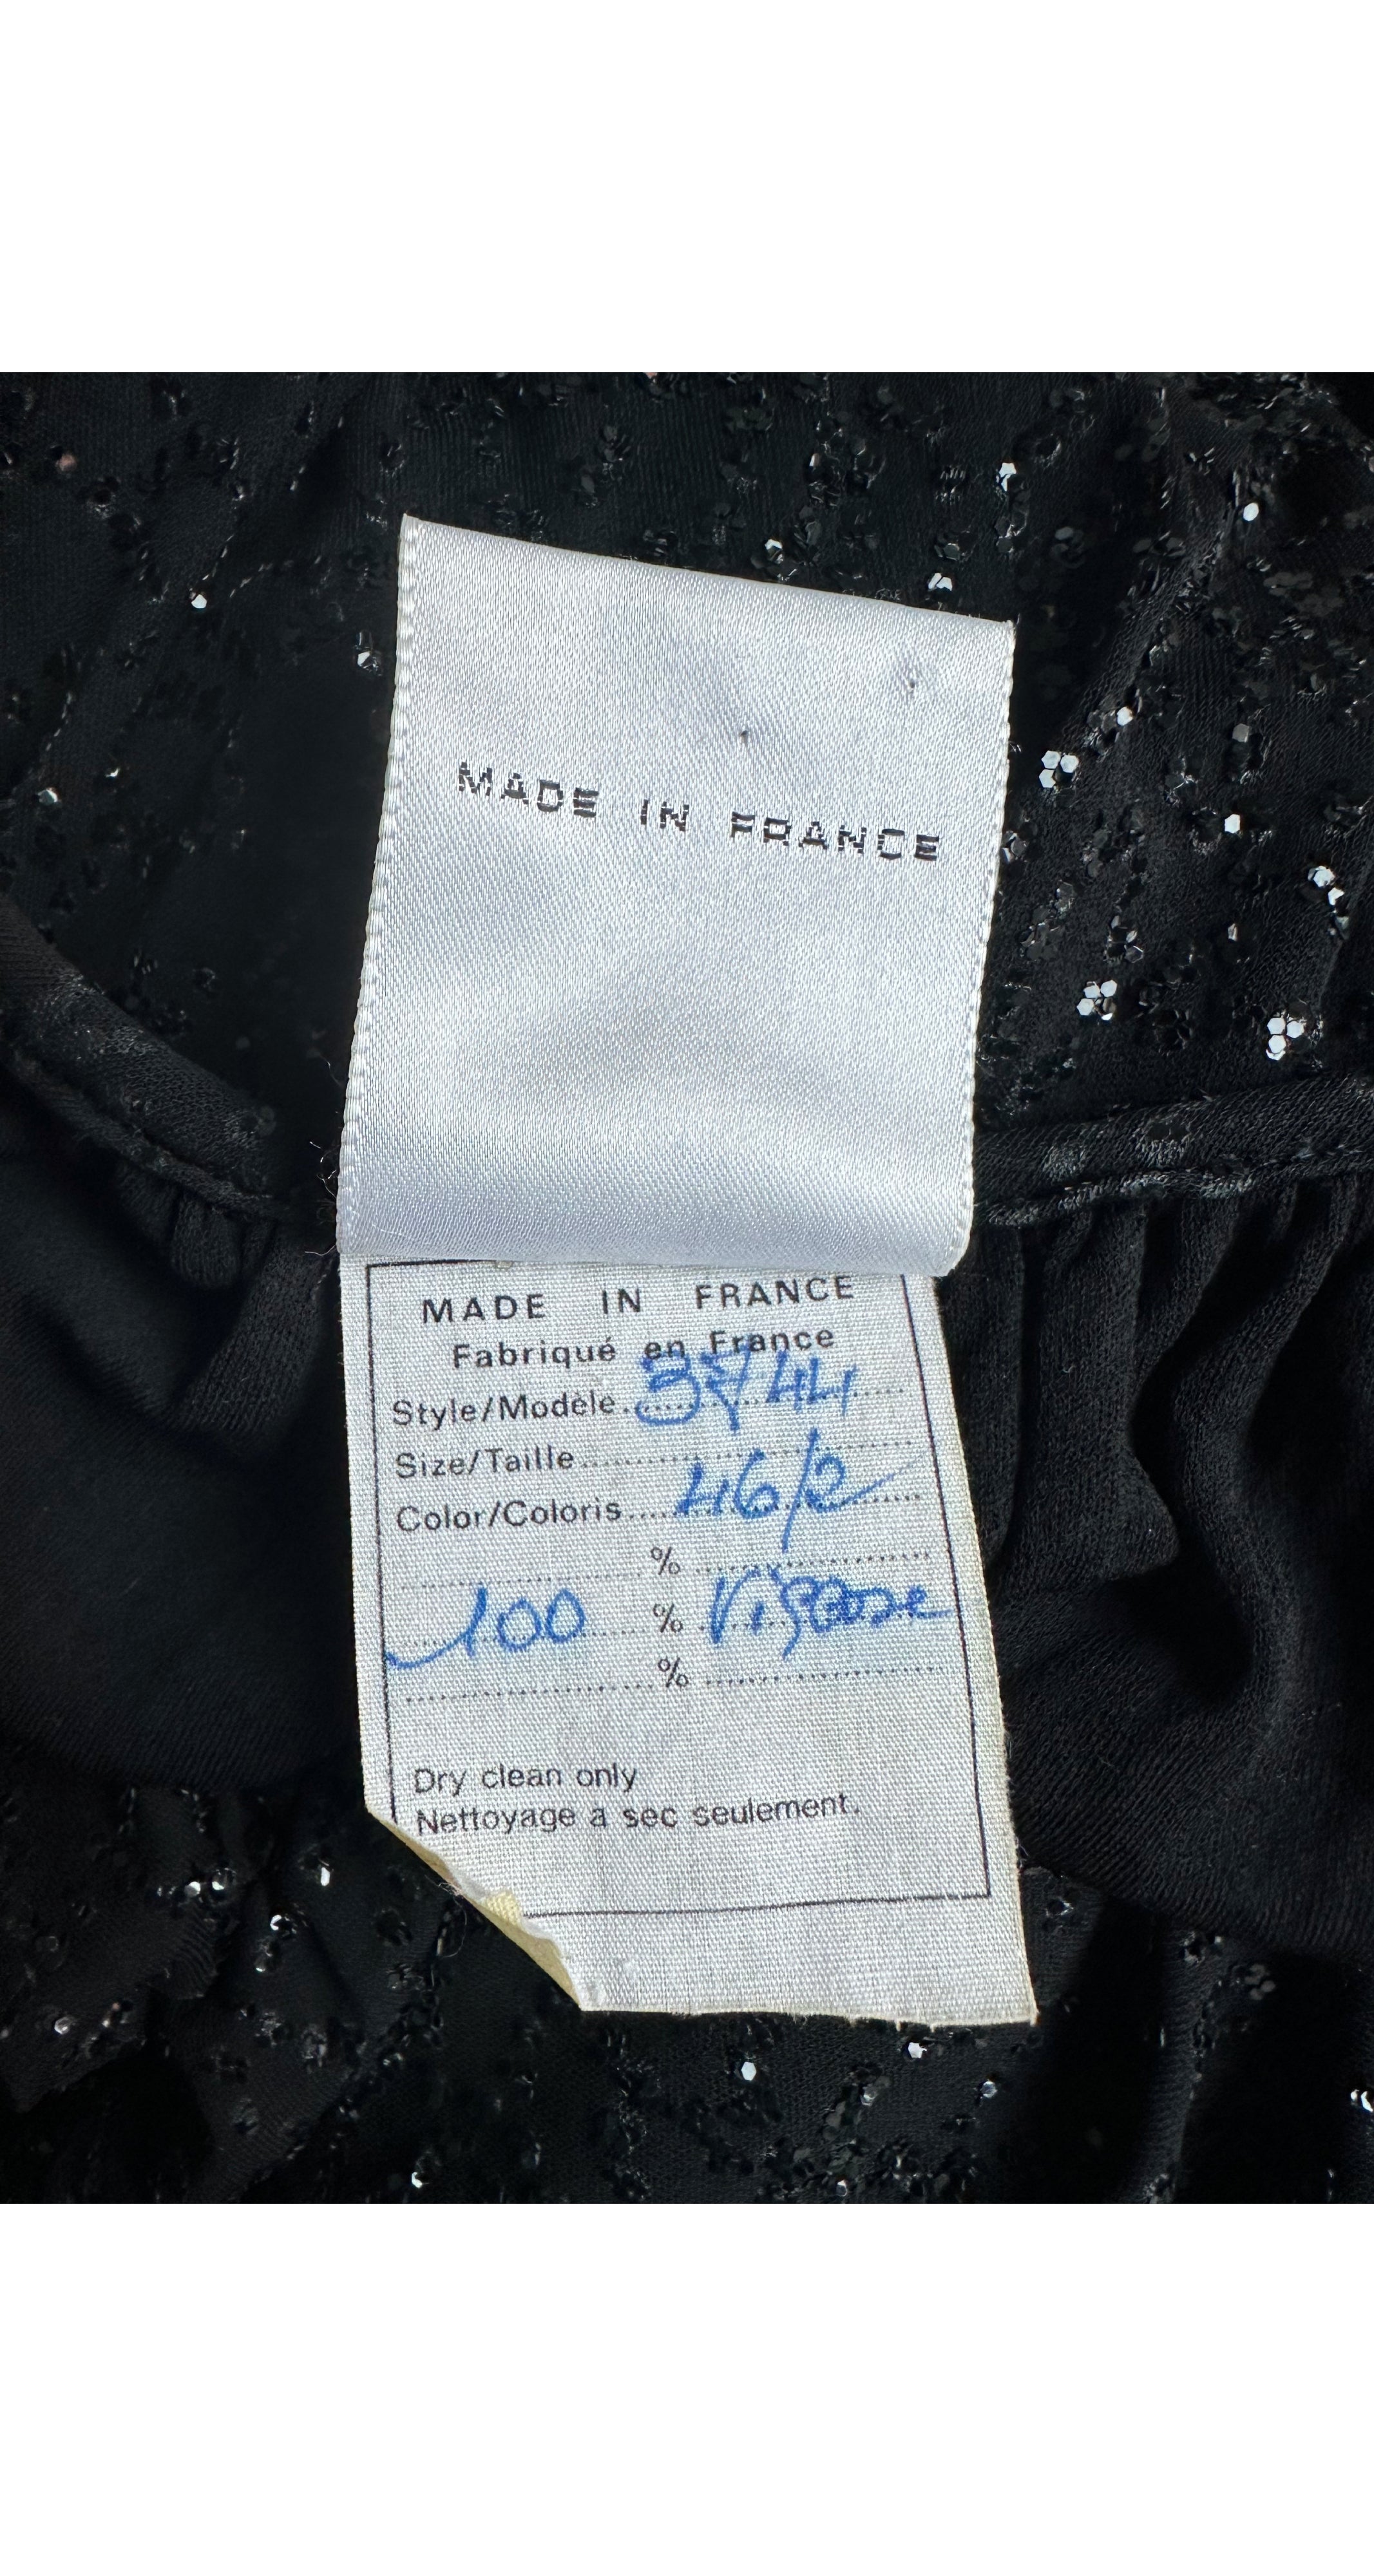 MADE IN FRANCE
MADE IN FRANCE
Fabriqué en France
Style/Modèle 3744
Size/Taille
Color/Coloris 46/2
%
100 % Viscose
%
Dry clean only
Nettoyage a sec seulement.